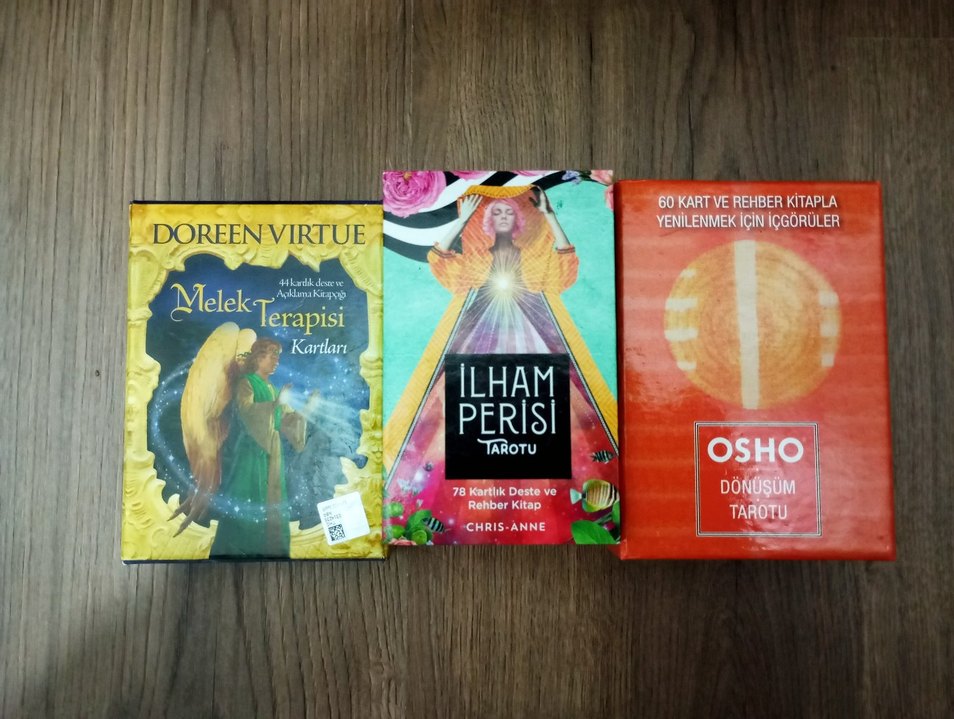 DOREEN VIRTUE
44 kartlık deste ve
Açıklama Kitapçığı
Melek Terapisi
Kartları
İLHAM
PERİSİ
TAROTU
78 Kartlık Deste ve
Rehber Kitap
CHRIS-ANNE
60 KART VE REHBER KİTAPLA
YENİLENMEK İÇİN İÇGÖRÜLER
OSHO
DÖNÜŞÜM
TAROTU